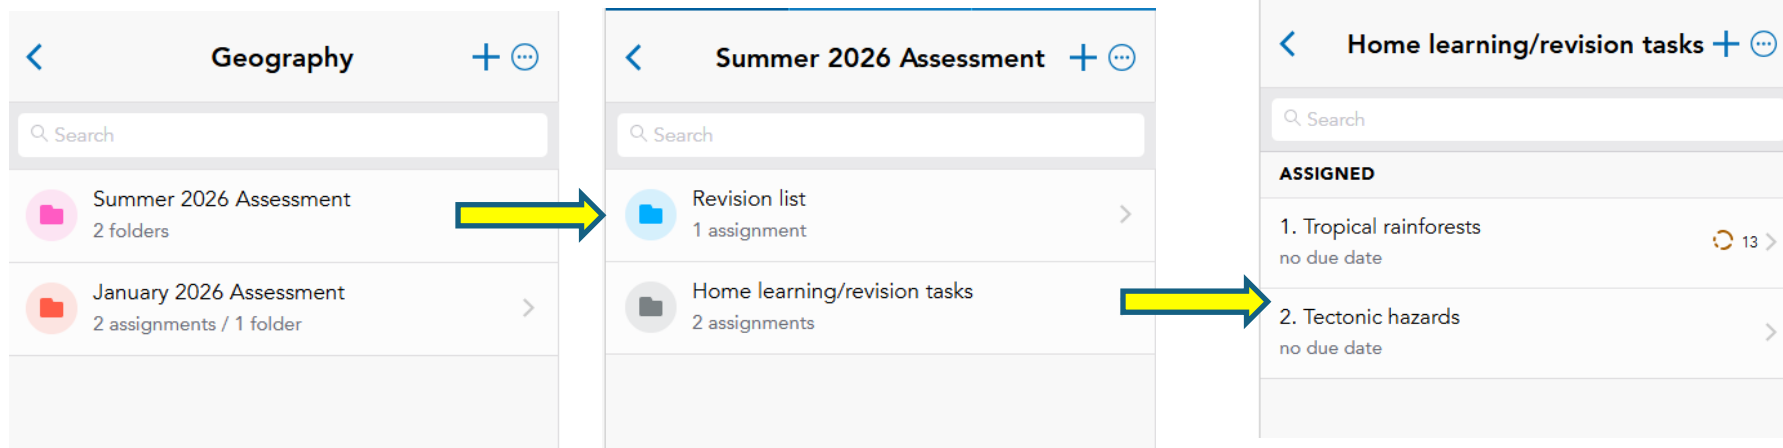 Geography
Search
Summer 2026 Assessment
2 folders
January 2026 Assessment
2 assignments / 1 folder
Summer 2026 Assessment
Search
Revision list
1 assignment
Home learning/revision tasks
2 assignments
Home learning/revision tasks
Search
ASSIGNED
1. Tropical rainforests
no due date
13
2. Tectonic hazards
no due date